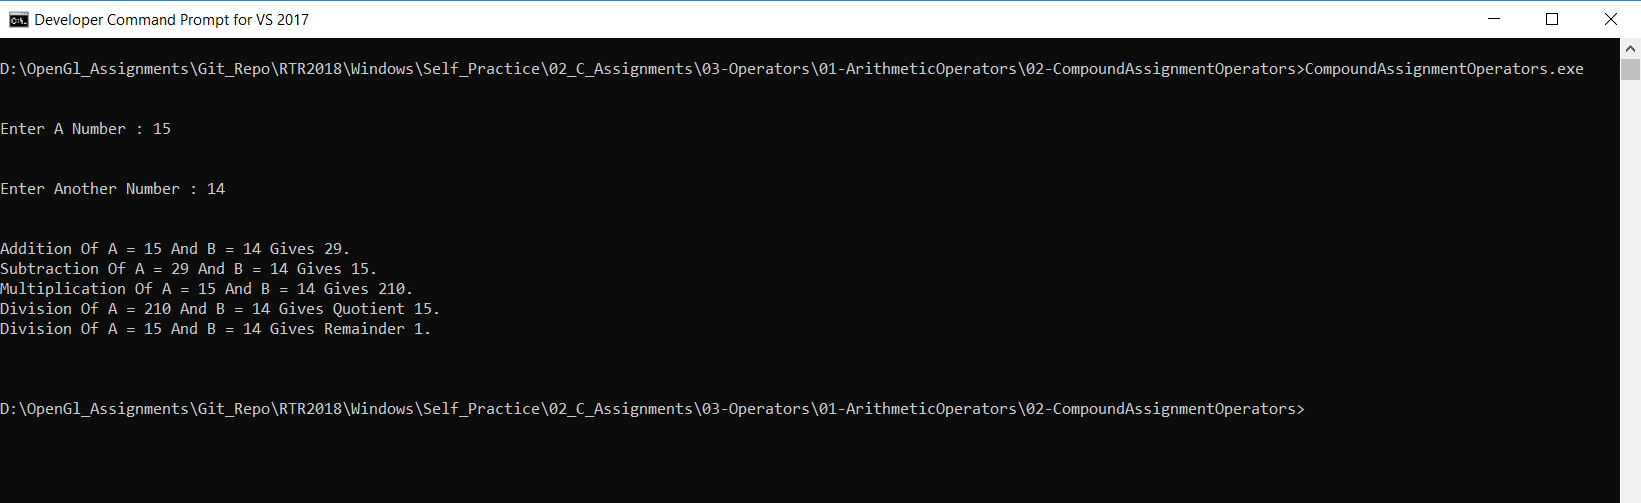 Developer Command Prompt for VS 2017
D:\OpenGl_Assignments\Git_Repo\RTR2018\Windows\Self_Practice\02_C_Assignments\03-Operators\01-ArithmeticOperators\02-CompoundAssignmentOperators>CompoundAssignmentOperators.exe
Enter A Number : 15
Enter Another Number : 14
Addition Of A = 15 And B = 14 Gives 29.
Subtraction Of A = 29 And B = 14 Gives 15.
Multiplication Of A = 15 And B = 14 Gives 210.
Division Of A = 210 And B = 14 Gives Quotient 15.
Division Of A = 15 And B = 14 Gives Remainder 1.
D:\OpenGl_Assignments\Git_Repo\RTR2018\Windows\Self_Practice\02_C_Assignments\03-Operators\01-ArithmeticOperators\02-CompoundAssignmentOperators>